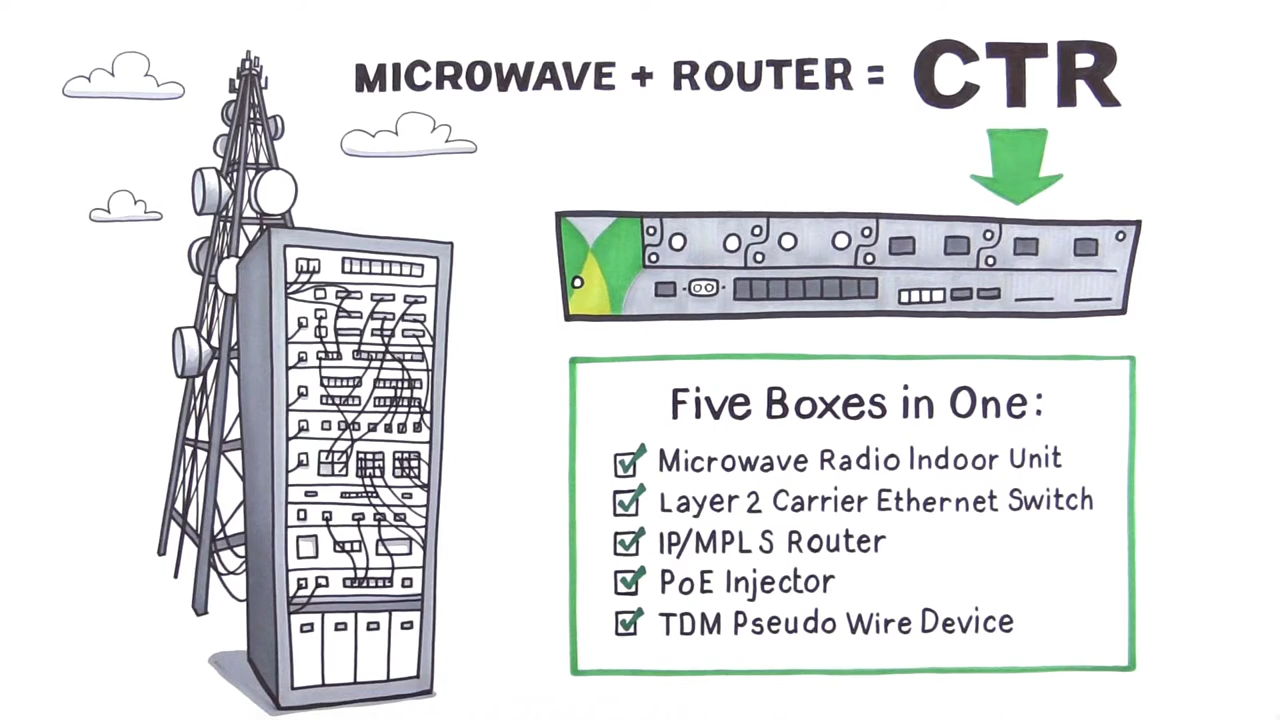 MICROWAVE + ROUTER = CTR
Five Boxes in One:
Microwave Radio Indoor Unit
Layer 2 Carrier Ethernet Switch
IP/MPLS Router
PoE Injector
TDM Pseudo Wire Device